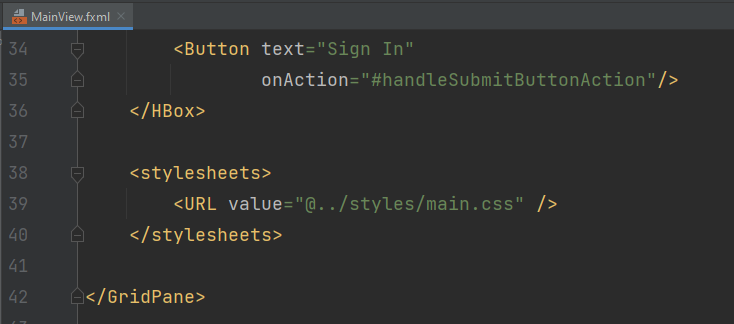 MainView.fxml
34 <Button text="Sign In"
35 onAction="#handleSubmitButtonAction"/>
36 </HBox>
37
38 <stylesheets>
39 <URL value="@../styles/main.css" />
40 </stylesheets>
41
42 </GridPane>